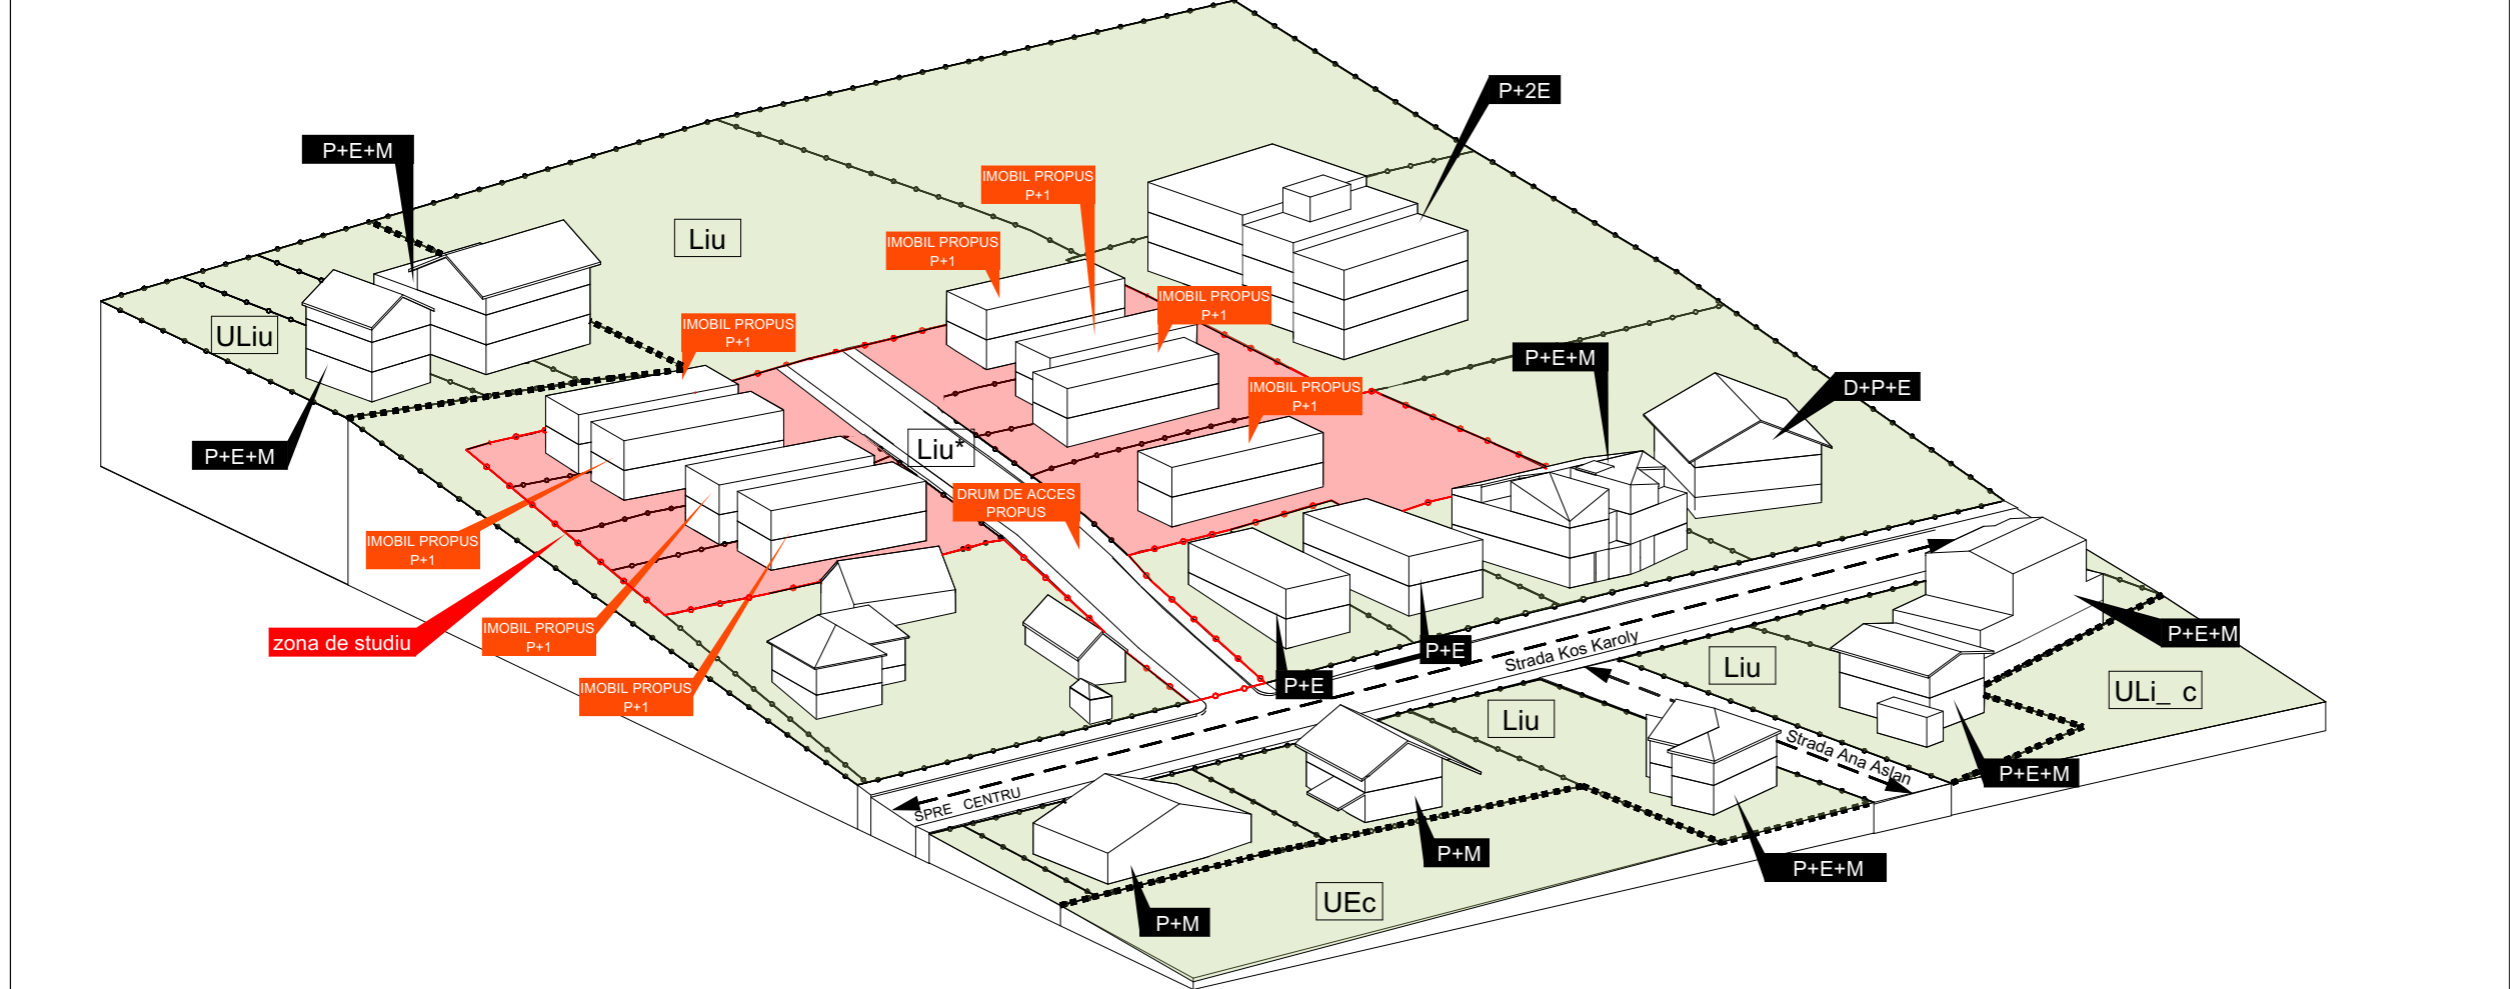 P+2E
P+E+M
IMOBIL PROPUS
P+1
Liu
IMOBIL PROPUS
P+1
IMOBIL PROPUS
P+1
ULiu
IMOBIL PROPUS
P+1
P+E+M
D+P+E
IMOBIL PROPUS
P+1
Liu*
P+E+M
DRUM DE ACCES
PROPUS
IMOBIL PROPUS
P+1
zona de studiu
IMOBIL PROPUS
P+1
P+E+M
Strada Kos Karoly
P+E
Liu
P+E
ULi_ c
IMOBIL PROPUS
P+1
Liu
Strada Ana Aslan
P+E+M
SPRE CENTRU
P+M
P+E+M
UEc
P+M